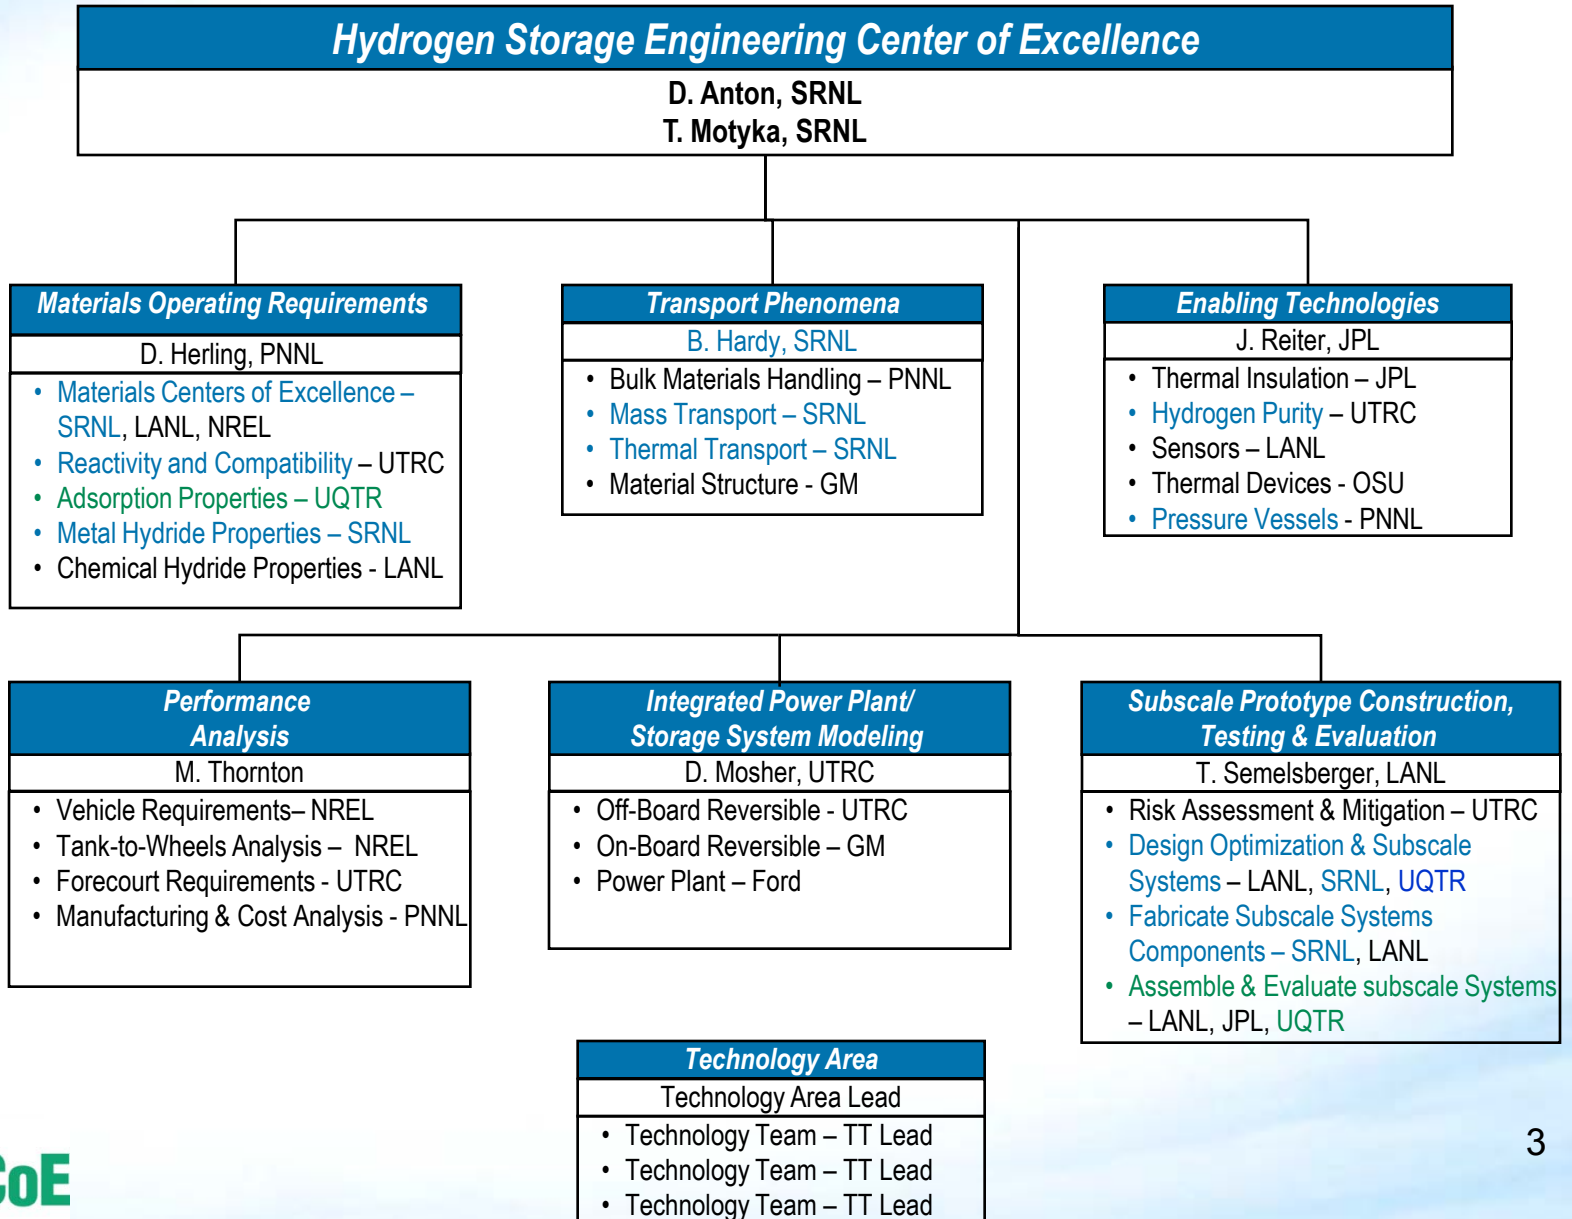 Hydrogen Storage Engineering Center of Excellence
D. Anton, SRNL
T. Motyka, SRNL
Materials Operating Requirements
D. Herling, PNNL
• Materials Centers of Excellence –
SRNL, LANL, NREL
• Reactivity and Compatibility – UTRC
• Adsorption Properties – UQTR
• Metal Hydride Properties – SRNL
• Chemical Hydride Properties - LANL
Transport Phenomena
B. Hardy, SRNL
• Bulk Materials Handling – PNNL
• Mass Transport – SRNL
• Thermal Transport – SRNL
• Material Structure - GM
Enabling Technologies
J. Reiter, JPL
• Thermal Insulation – JPL
• Hydrogen Purity – UTRC
• Sensors – LANL
• Thermal Devices - OSU
• Pressure Vessels - PNNL
Performance
Analysis
M. Thornton
• Vehicle Requirements– NREL
• Tank-to-Wheels Analysis – NREL
• Forecourt Requirements - UTRC
• Manufacturing & Cost Analysis - PNNL
Integrated Power Plant/
Storage System Modeling
D. Mosher, UTRC
• Off-Board Reversible - UTRC
• On-Board Reversible – GM
• Power Plant – Ford
Subscale Prototype Construction,
Testing & Evaluation
T. Semelsberger, LANL
• Risk Assessment & Mitigation – UTRC
• Design Optimization & Subscale
Systems – LANL, SRNL, UQTR
• Fabricate Subscale Systems
Components – SRNL, LANL
• Assemble & Evaluate subscale Systems
– LANL, JPL, UQTR
Technology Area
Technology Area Lead
• Technology Team – TT Lead
• Technology Team – TT Lead
• Technology Team – TT Lead
CoE
3